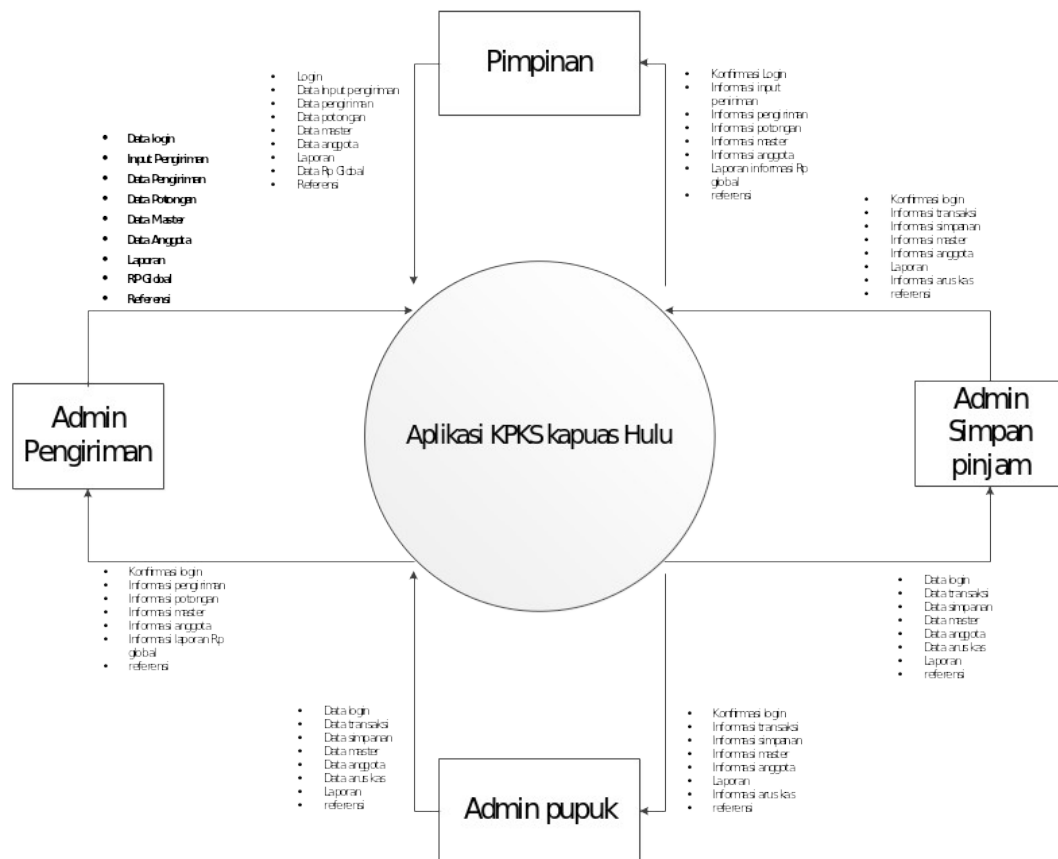 Pimpinan
• Login
• Data Input pengiriman
• Data pengiriman
• Data potongan
• Data master
• Data anggota
• Laporan
• Data Rp Global
• Referensi
• Konfirmasi Login
• Informasi input
peniriman
• Informasi pengiriman
• Informasi potongan
• Informasi master
• Informasi anggota
• Laporan informasi Rp
global
• referensi
• Data login
• Input Pengiriman
• Data Pengiriman
• Data Potongan
• Data Master
• Data Anggota
• Laporan
• RP Global
• Referensi
• Konfirmasi login
• Informasi transaksi
• Informasi simpanan
• Informasi master
• Informasi anggota
• Laporan
• Informasi arus kas
• referensi
Admin
Pengiriman
Aplikasi KPKS kapuas Hulu
Admin
Simpan
pinjam
• Konfirmasi login
• Informasi pengiriman
• Informasi potongan
• Informasi master
• Informasi anggota
• Informasi laporan Rp
global
• referensi
• Data login
• Data transaksi
• Data simpanan
• Data master
• Data anggota
• Data arus kas
• Laporan
• referensi
• Data login
• Data transaksi
• Data simpanan
• Data master
• Data anggota
• Data arus kas
• Laporan
• referensi
• Konfirmasi login
• Informasi transaksi
• Informasi simpanan
• Informasi master
• Informasi anggota
• Laporan
• Informasi arus kas
• referensi
Admin pupuk